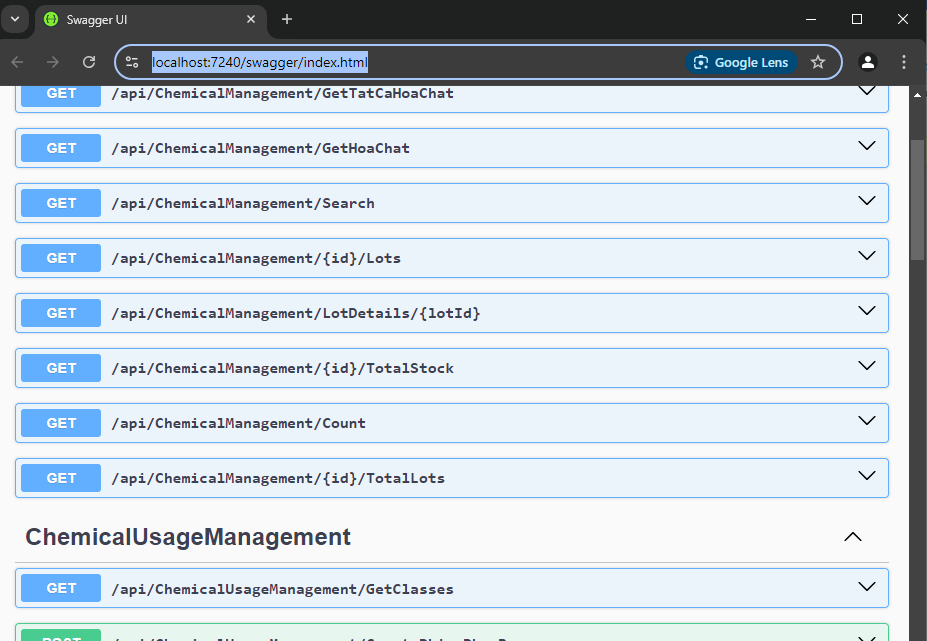 Swagger UI
localhost:7240/swagger/index.html
Google Lens
GET /api/ChemicalManagement/GetTatCaHoaChat
GET /api/ChemicalManagement/GetHoaChat
GET /api/ChemicalManagement/Search
GET /api/ChemicalManagement/{id}/Lots
GET /api/ChemicalManagement/LotDetails/{lotId}
GET /api/ChemicalManagement/{id}/TotalStock
GET /api/ChemicalManagement/Count
GET /api/ChemicalManagement/{id}/TotalLots
ChemicalUsageManagement
GET /api/ChemicalUsageManagement/GetClasses
POST